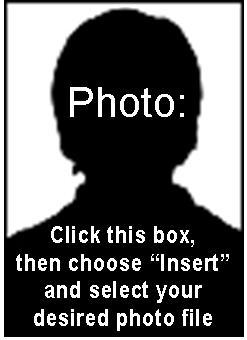 Photo:
Click this box,
then choose “Insert”
and select your
desired photo file